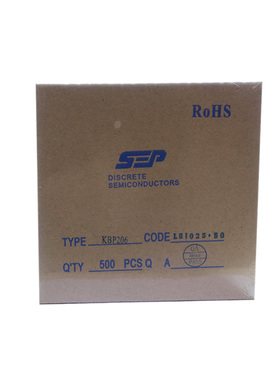 RoHS
SEP
DISCRETE
SEMICONDUCTORS
TYPE KBP206 CODE
Q'TY 500 PCS Q A